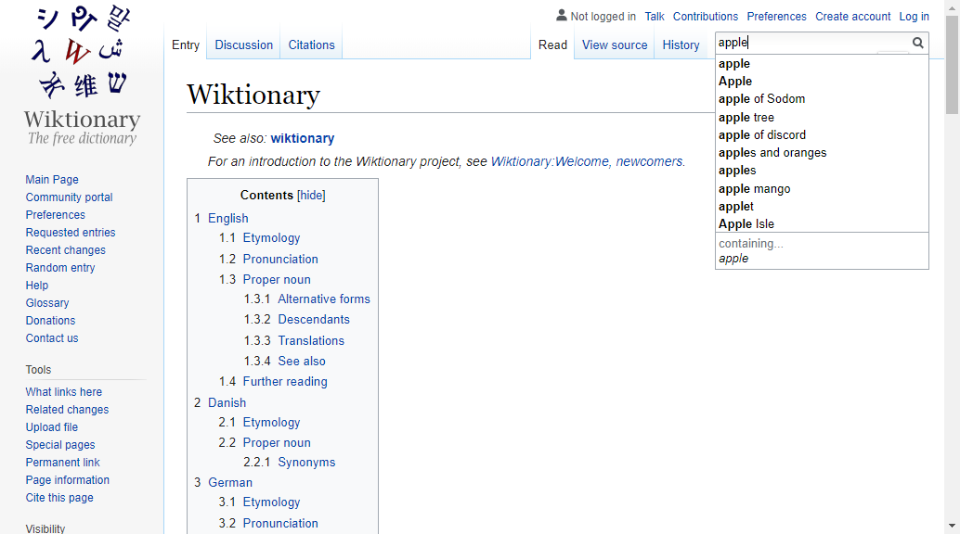 Not logged in Talk Contributions Preferences Create account Log in
Entry Discussion Citations Read View source History apple
シ
W
维
ש
Wiktionary
The free dictionary
Main Page
Community portal
Preferences
Requested entries
Recent changes
Random entry
Help
Glossary
Donations
Contact us
Tools
What links here
Related changes
Upload file
Special pages
Permanent link
Page information
Cite this page
Visibility
Wiktionary
See also: wiktionary
For an introduction to the Wiktionary project, see Wiktionary:Welcome, newcomers.
Contents [hide]
1 English
1.1 Etymology
1.2 Pronunciation
1.3 Proper noun
1.3.1 Alternative forms
1.3.2 Descendants
1.3.3 Translations
1.3.4 See also
1.4 Further reading
2 Danish
2.1 Etymology
2.2 Proper noun
2.2.1 Synonyms
3 German
3.1 Etymology
3.2 Pronunciation
apple
Apple
apple of Sodom
apple tree
apple of discord
apples and oranges
apples
apple mango
applet
Apple Isle
containing...
apple